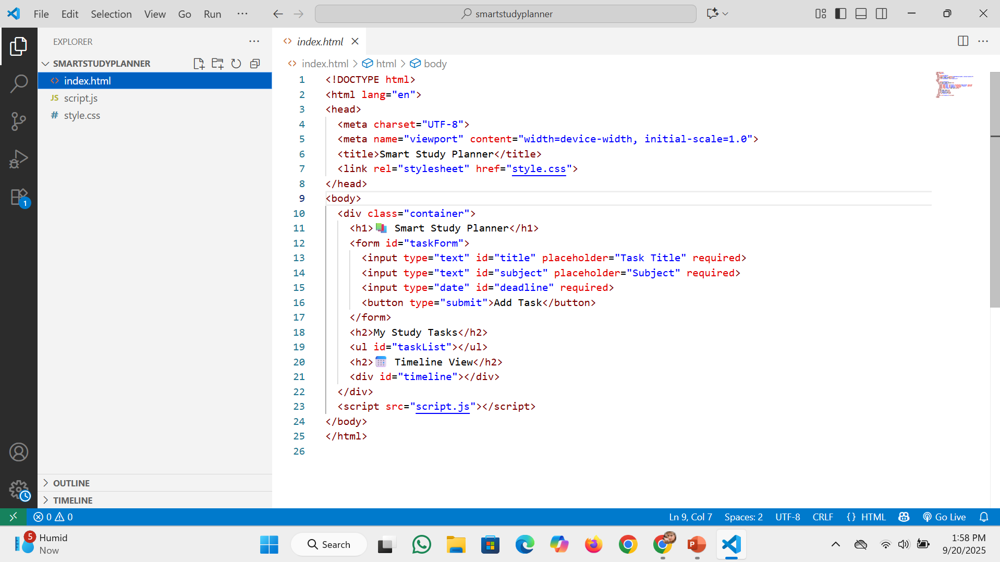 File Edit Selection View Go Run ··· smartstudyplanner
EXPLORER
SMARTSTUDYPLANNER
index.html
JS script.js
# style.css
OUTLINE
TIMELINE
1
index.html
index.html > html > body
1 <!DOCTYPE html>
2 <html lang="en">
3 <head>
4 <meta charset="UTF-8">
5 <meta name="viewport" content="width=device-width, initial-scale=1.0">
6 <title>Smart Study Planner</title>
7 <link rel="stylesheet" href="style.css">
8 </head>
9 <body>
10 <div class="container">
11 <h1>📚 Smart Study Planner</h1>
12 <form id="taskForm">
13 <input type="text" id="title" placeholder="Task Title" required>
14 <input type="text" id="subject" placeholder="Subject" required>
15 <input type="date" id="deadline" required>
16 <button type="submit">Add Task</button>
17 </form>
18 <h2>My Study Tasks</h2>
19 <ul id="taskList"></ul>
20 <h2>📅 Timeline View</h2>
21 <div id="timeline"></div>
22 </div>
23 <script src="script.js"></script>
24 </body>
25 </html>
26
0 0 Ln 9, Col 7 Spaces: 2 UTF-8 CRLF {} HTML Go Live
5 Humid
Now
Search
P
1:58 PM
9/20/2025